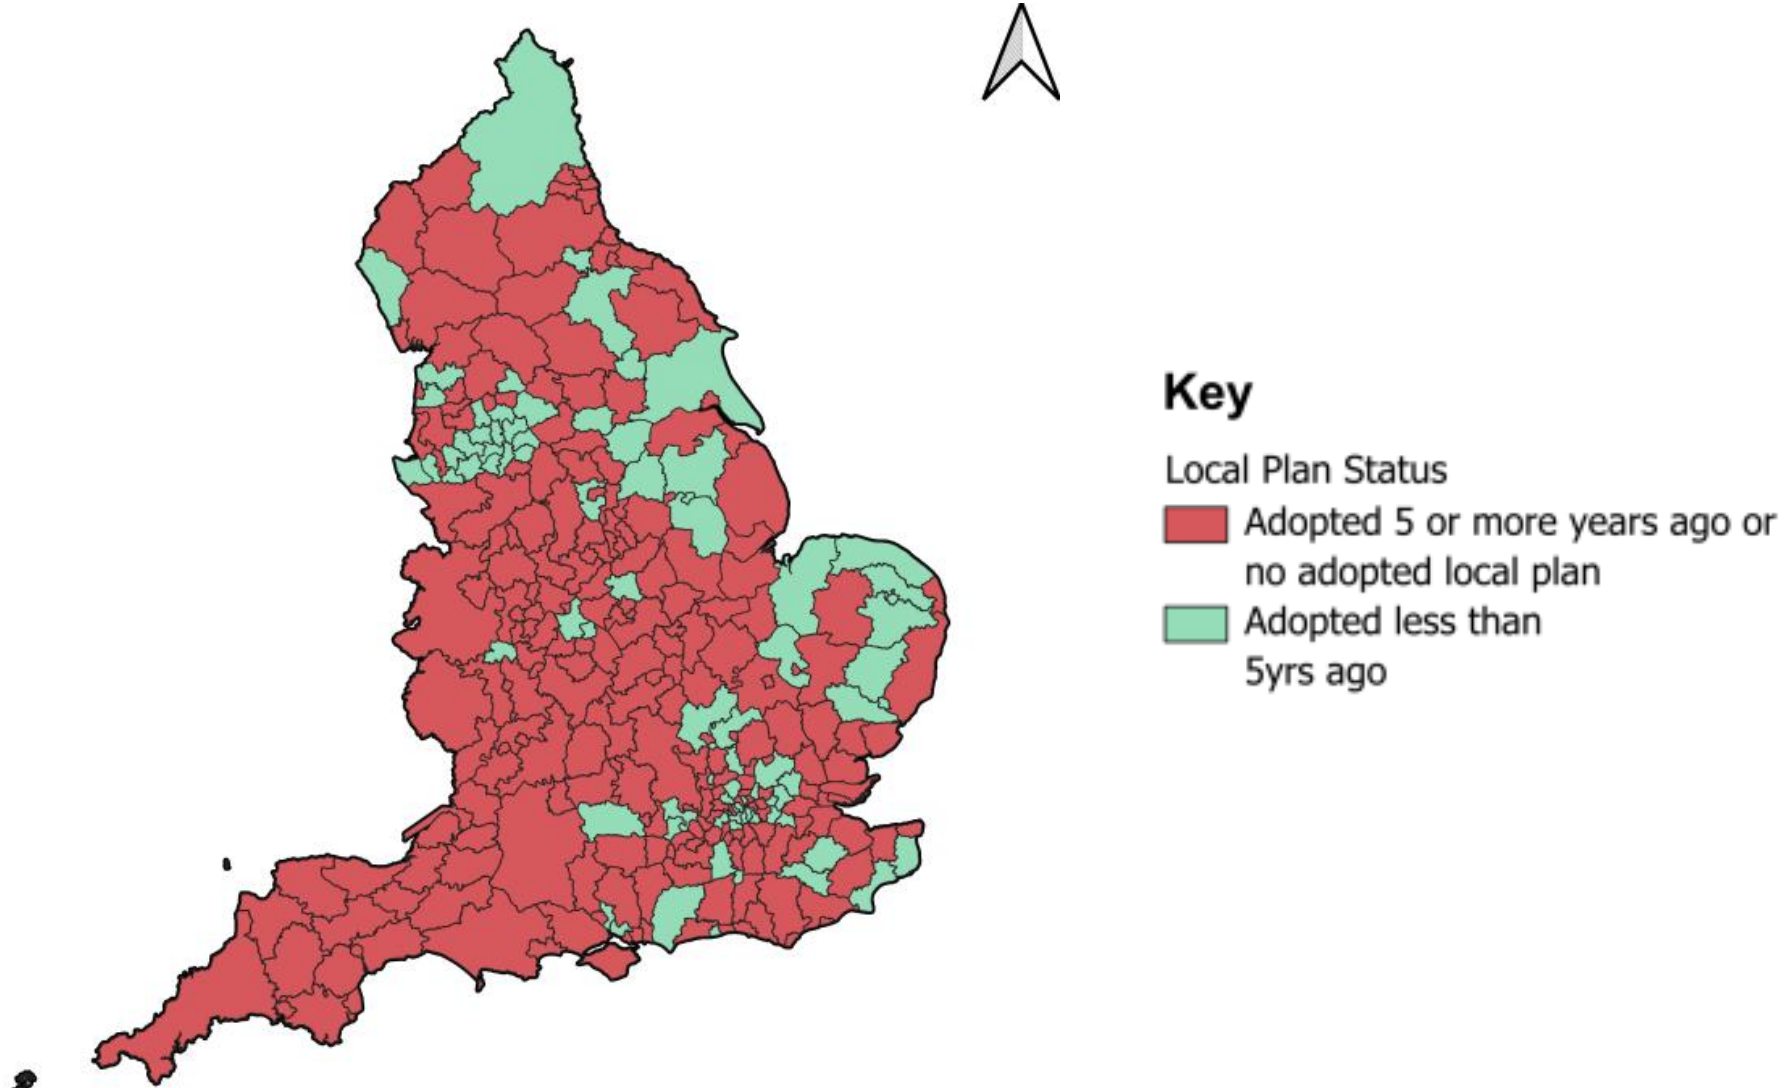 Key
Local Plan Status
Adopted 5 or more years ago or
no adopted local plan
Adopted less than
5yrs ago